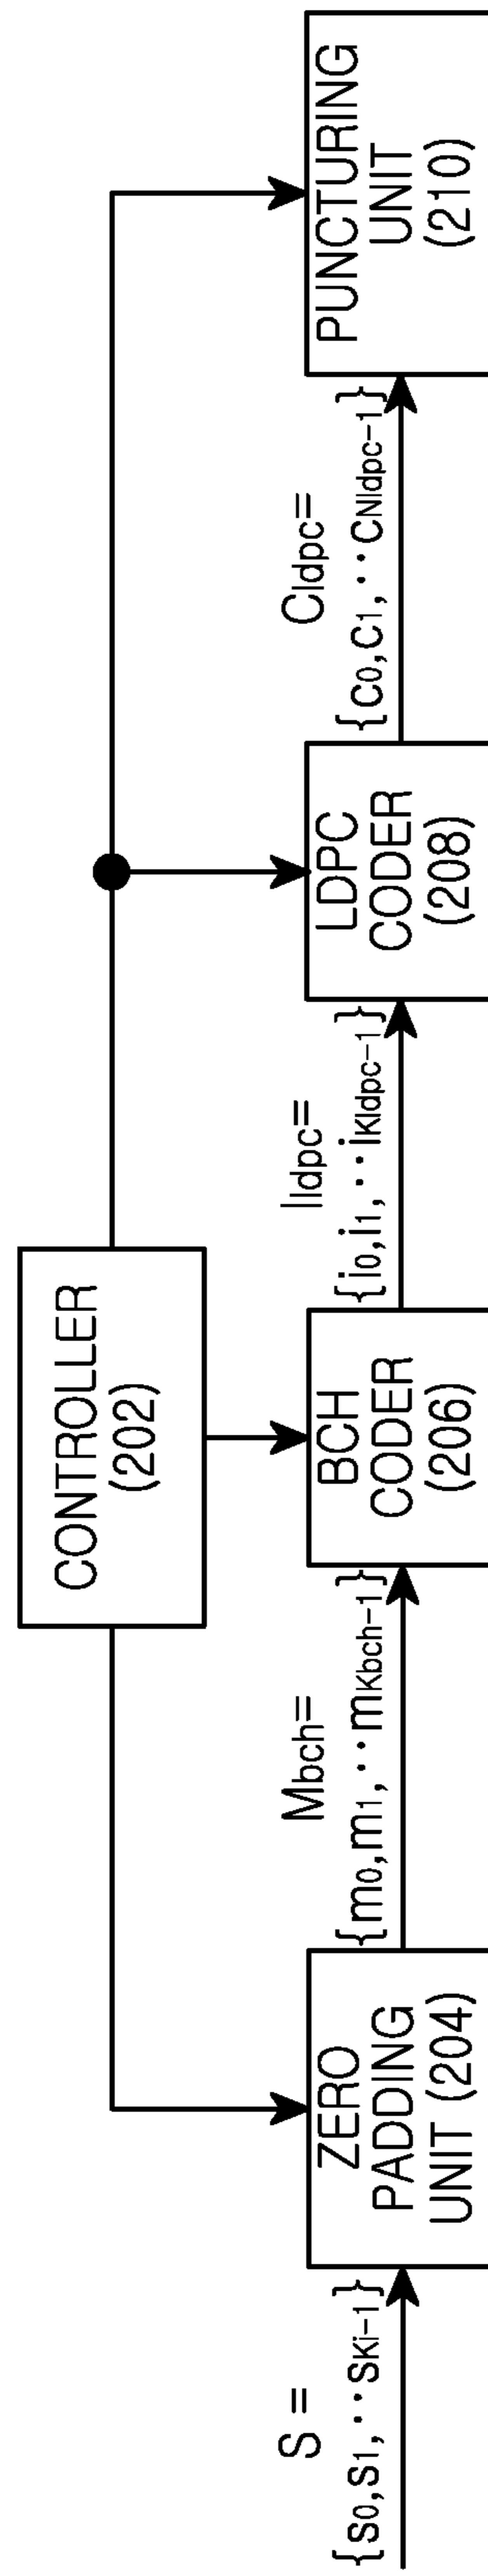 CONTROLLER
(202)
S =
{s0,s1,··sKi-1}
ZERO
PADDING
UNIT (204)
Mbch=
{m0,m1,··mKbch-1}
BCH
CODER
(206)
Ildpc=
{i0,i1,··iKldpc-1}
LDPC
CODER
(208)
Cldpc=
{c0,c1,··cNldpc-1}
PUNCTURING
UNIT
(210)